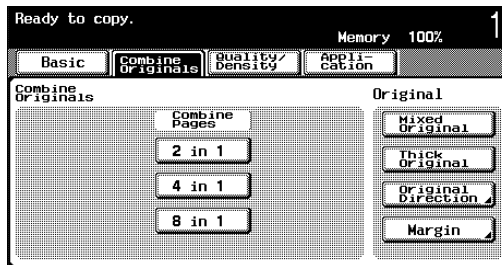 Ready to copy.
Memory 100% 1
Basic
Combine
Originals
Quality/
Density
Appli-
cation
Combine
Originals
Original
Combine
Pages
2 in 1
4 in 1
8 in 1
Mixed
Original
Thick
Original
Original
Direction
Margin